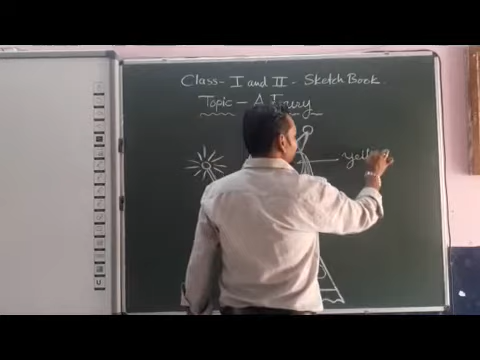 Class - I and II - Sketch Book.
Topic - A Fairy
yell